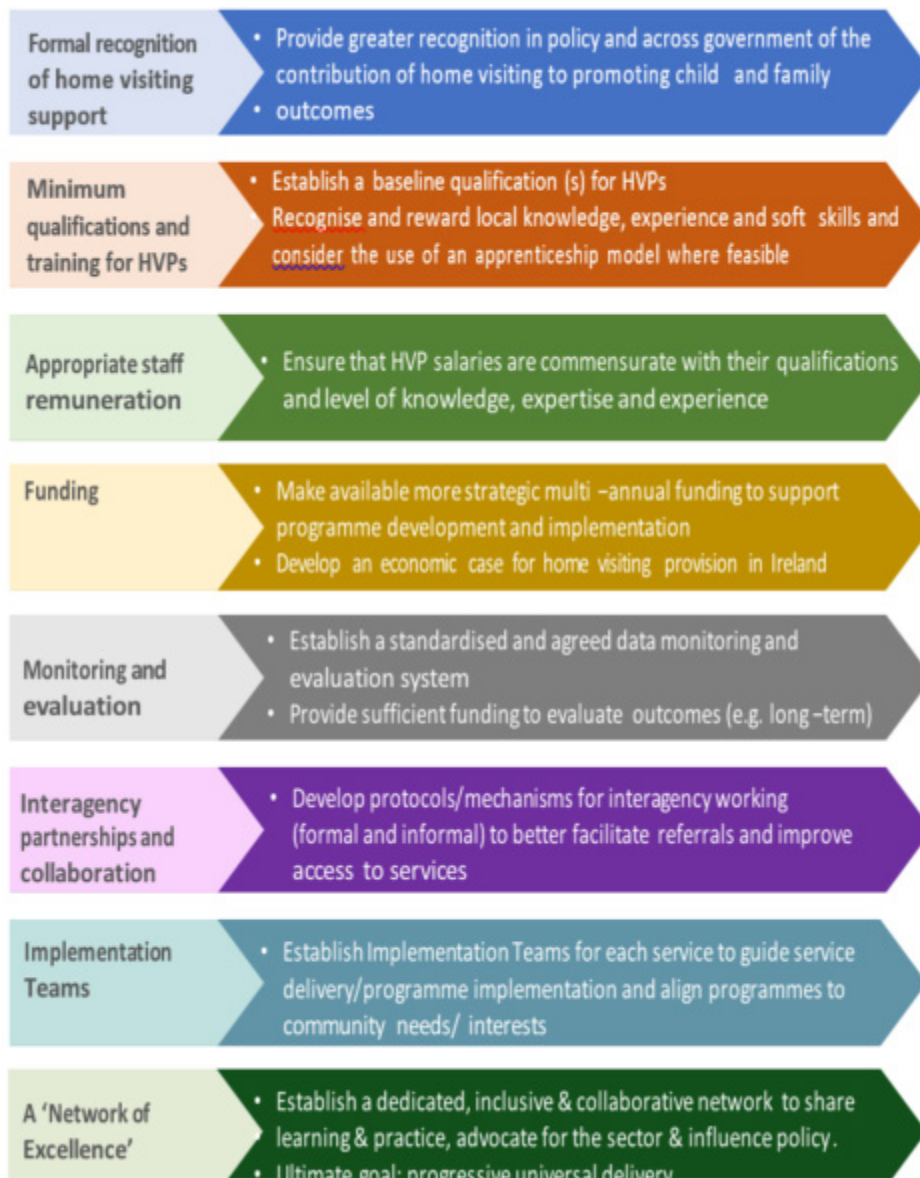 Formal recognition
of home visiting
support
• Provide greater recognition in policy and across government of the
contribution of home visiting to promoting child and family
• outcomes
Minimum
qualifications and
training for HVPs
• Establish a baseline qualification (s) for HVPs
• Recognise and reward local knowledge, experience and soft skills and
consider the use of an apprenticeship model where feasible
Appropriate staff
remuneration
• Ensure that HVP salaries are commensurate with their qualifications
and level of knowledge, expertise and experience
Funding
• Make available more strategic multi –annual funding to support
programme development and implementation
• Develop an economic case for home visiting provision in Ireland
Monitoring and
evaluation
• Establish a standardised and agreed data monitoring and
evaluation system
• Provide sufficient funding to evaluate outcomes (e.g. long –term)
Interagency
partnerships and
collaboration
• Develop protocols/mechanisms for interagency working
(formal and informal) to better facilitate referrals and improve
access to services
Implementation
Teams
• Establish Implementation Teams for each service to guide service
delivery/programme implementation and align programmes to
community needs/ interests
A ‘Network of
Excellence’
• Establish a dedicated, inclusive & collaborative network to share
• learning & practice, advocate for the sector & influence policy.
• Ultimate goal: progressive universal delivery